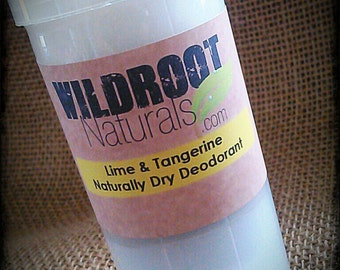 WILDROOT
Naturals
.com
Lime & Tangerine
Naturally Dry Deodorant